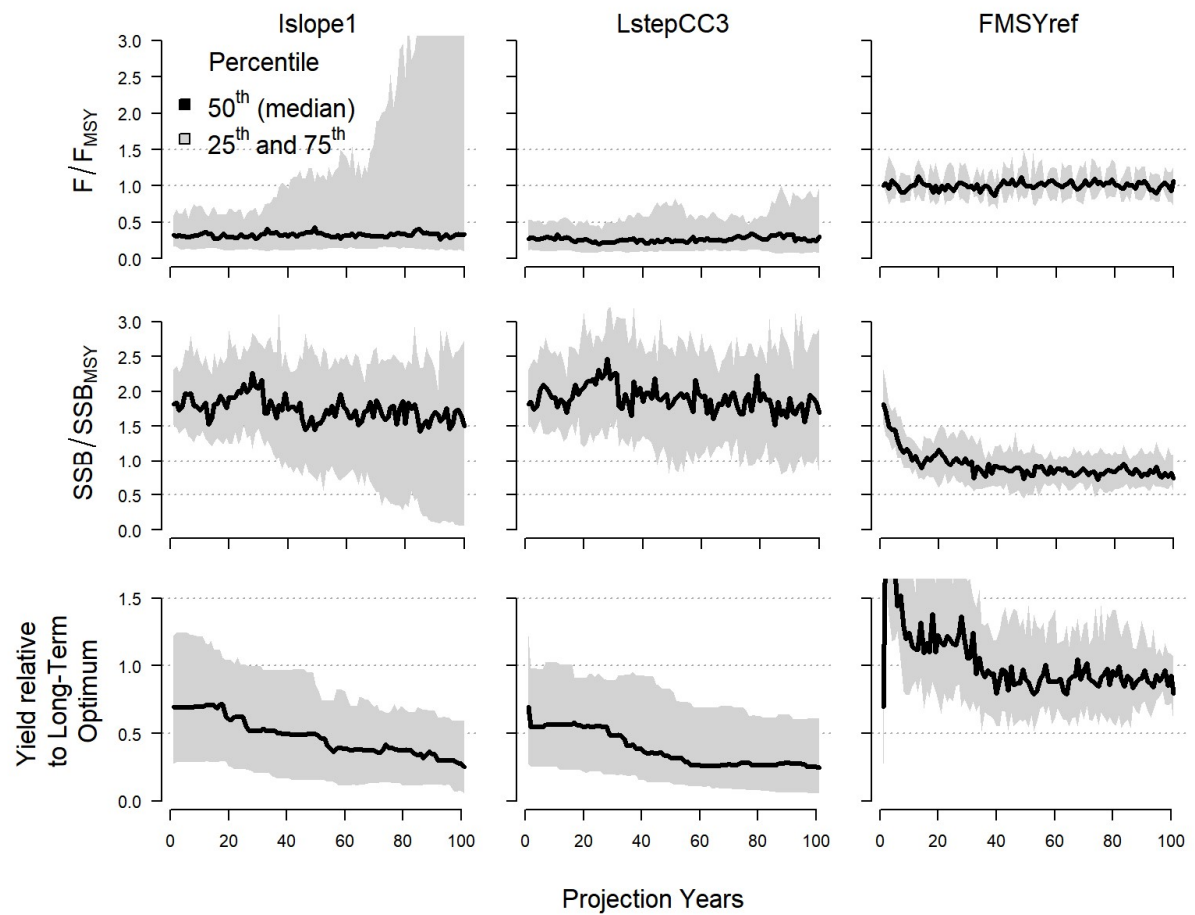 Islope1
LstepCC3
FMSYref
F / F_MSY
3.0
2.5
2.0
1.5
1.0
0.5
0.0
Percentile
50th (median)
25th and 75th
SSB / SSB_MSY
3.0
2.5
2.0
1.5
1.0
0.5
0.0
Yield relative
to Long-Term
Optimum
1.5
1.0
0.5
0.0
0 20 40 60 80 100
0 20 40 60 80 100
0 20 40 60 80 100
Projection Years